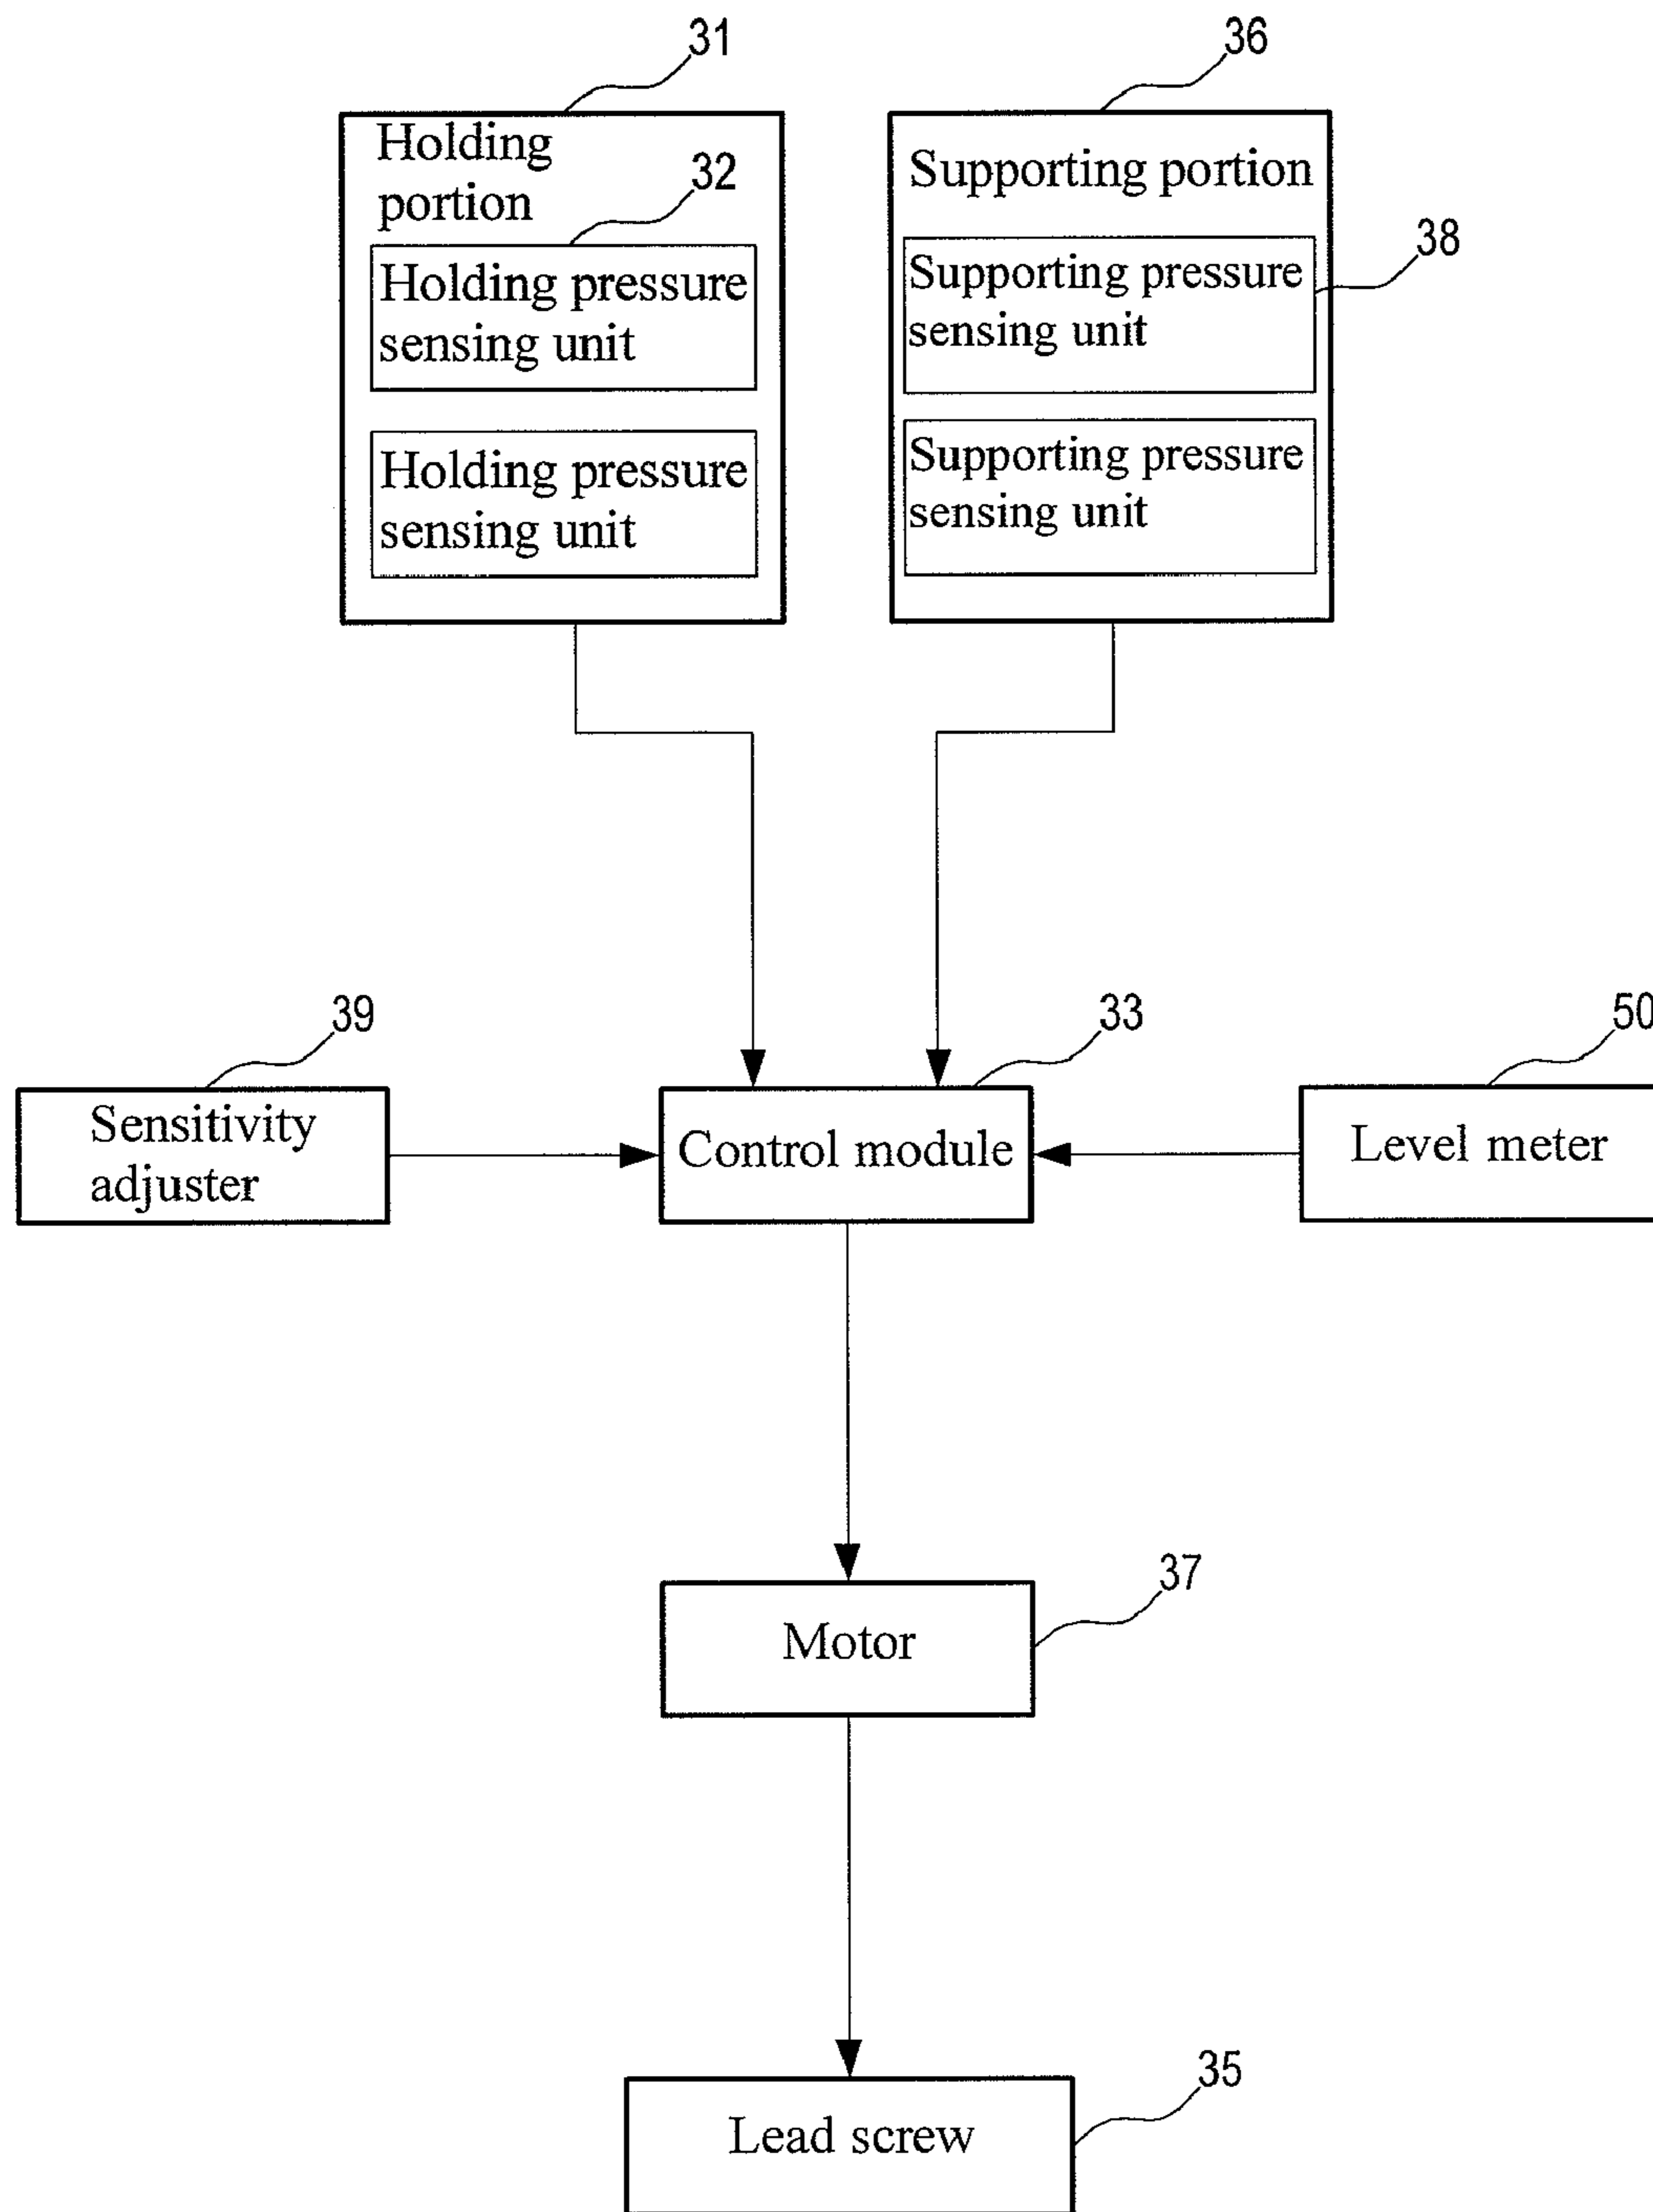 31
36
Holding
portion
32
Supporting portion
38
Holding pressure
sensing unit
Supporting pressure
sensing unit
Holding pressure
sensing unit
Supporting pressure
sensing unit
39
33
50
Sensitivity
adjuster
Control module
Level meter
37
Motor
35
Lead screw